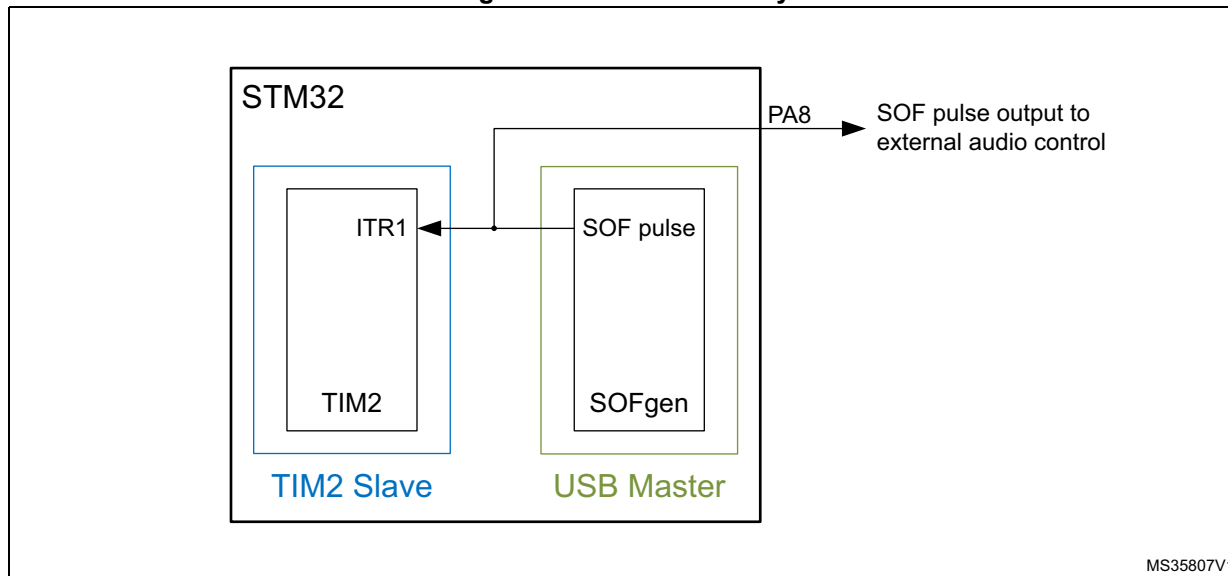 STM32
PA8
SOF pulse output to
external audio control
ITR1
SOF pulse
TIM2
SOFgen
TIM2 Slave
USB Master